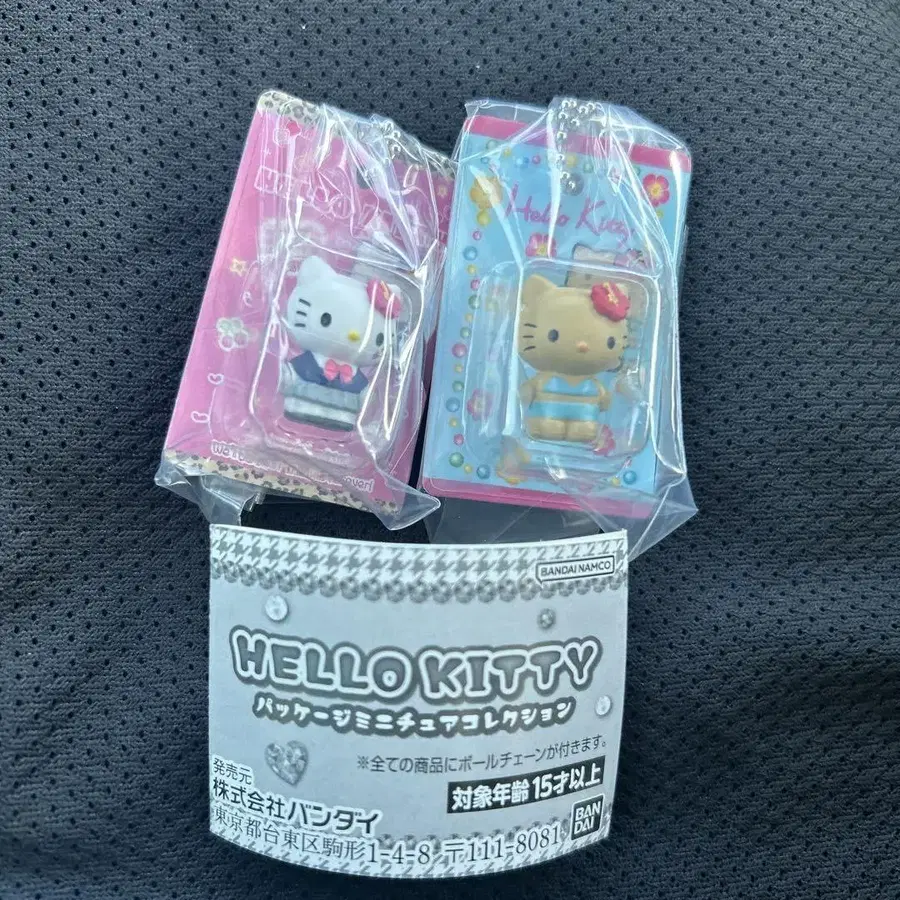 Hello Kitty
BANDAI NAMCO
HELLO KITTY
パッケージミニチュアコレクション
※全ての商品にボールチェーンが付きます。
対象年齢15才以上
発売元
株式会社バンダイ
東京都台東区駒形1-4-8 〒111-8081
BAN
DAI